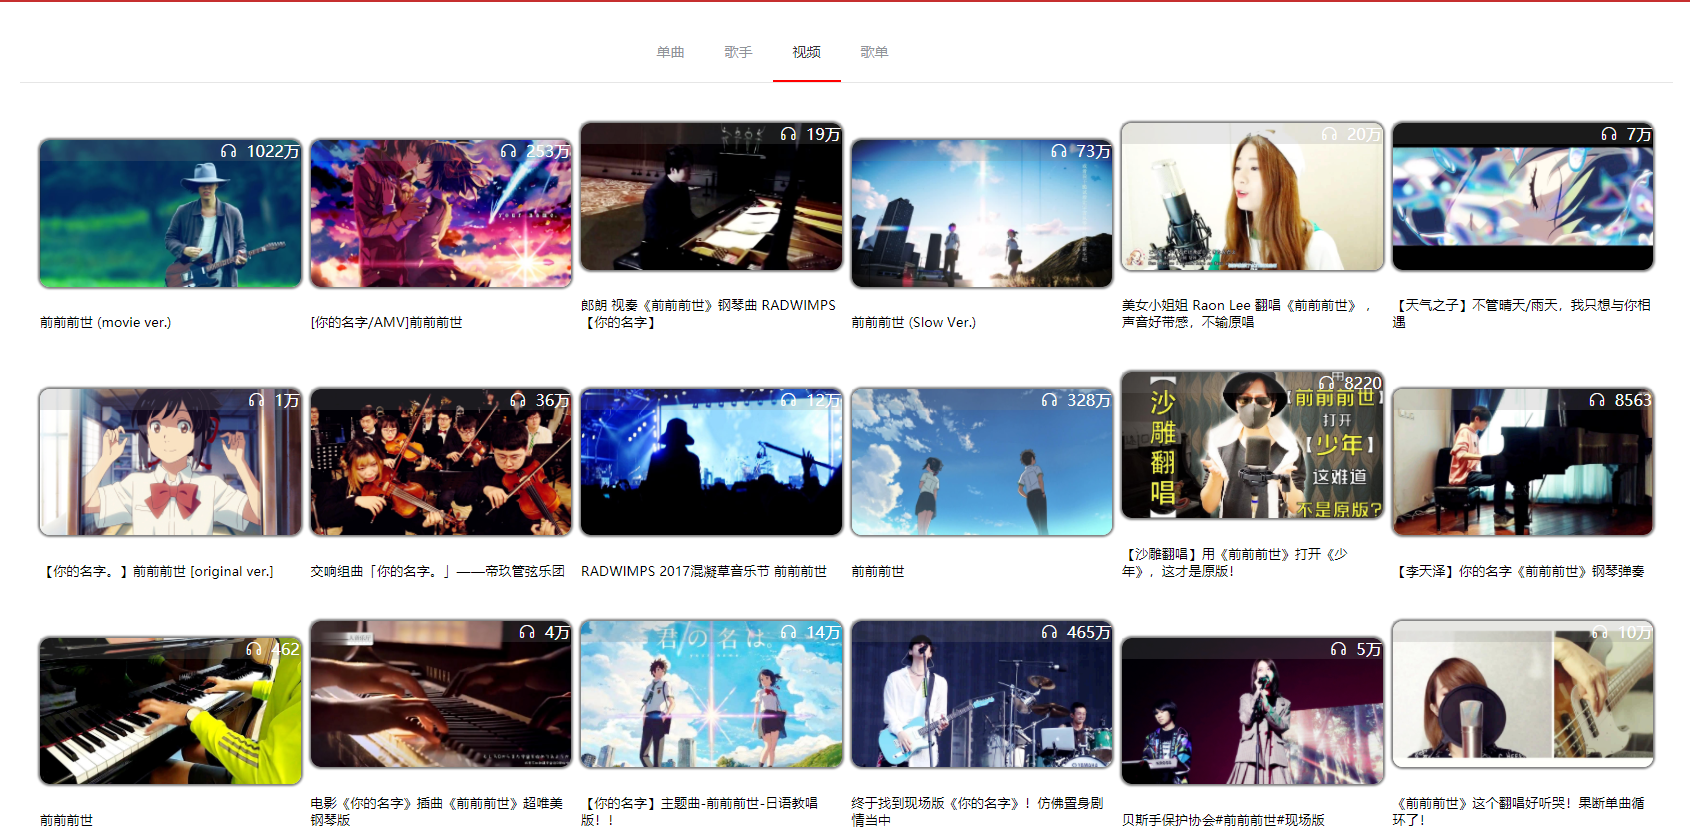 单曲
歌手
视频
歌单
1022万
253万
your name.
19万
73万
20万
7万
前前前世 (movie ver.)
[你的名字/AMV]前前前世
郎朗 视奏《前前前世》钢琴曲 RADWIMPS
【你的名字】
前前前世 (Slow Ver.)
美女小姐姐 Raon Lee 翻唱《前前前世》，
声音好带感，不输原唱
【天气之子】不管晴天/雨天，我只想与你相
遇
1万
36万
12万
328万
8220
【沙雕翻唱】
用
【前前前世】
打开
【少年】
这难道
不是原版?
8563
【你的名字。】前前前世 [original ver.]
交响组曲「你的名字。」——帝玖管弦乐团
RADWIMPS 2017混凝草音乐节 前前前世
前前前世
【沙雕翻唱】用《前前前世》打开《少
年》，这才是原版！
【李天泽】你的名字《前前前世》钢琴弹奏
462
4万
14万
君の名は。
465万
YAMAHA
5万
10万
前前前世
电影《你的名字》插曲《前前前世》超唯美
钢琴版
【你的名字】主题曲-前前前世-日语教唱
版！！
终于找到现场版《你的名字》！仿佛置身剧
情当中
贝斯手保护协会#前前前世#现场版
《前前前世》这个翻唱好听哭！果断单曲循
环了！